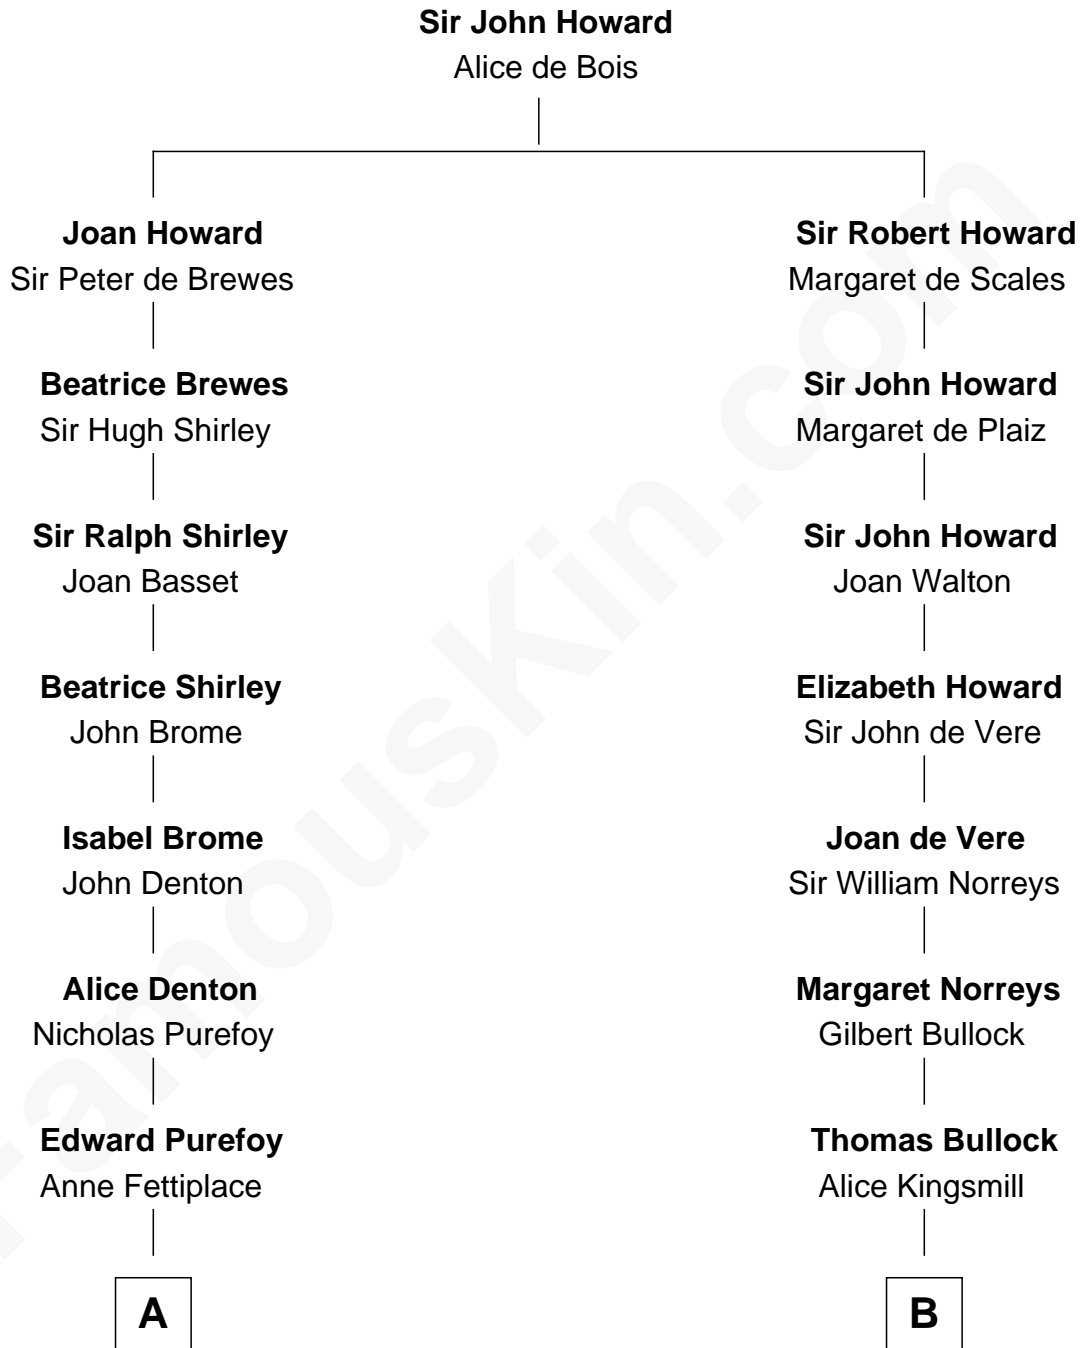 Sir John Howard
Alice de Bois
Joan Howard
Sir Peter de Brewes
Sir Robert Howard
Margaret de Scales
Beatrice Brewes
Sir Hugh Shirley
Sir John Howard
Margaret de Plaiz
Sir Ralph Shirley
Joan Basset
Sir John Howard
Joan Walton
Beatrice Shirley
John Brome
Elizabeth Howard
Sir John de Vere
Isabel Brome
John Denton
Joan de Vere
Sir William Norreys
Alice Denton
Nicholas Purefoy
Margaret Norreys
Gilbert Bullock
Edward Purefoy
Anne Fettiplace
Thomas Bullock
Alice Kingsmill
A
B
FamousKin.com